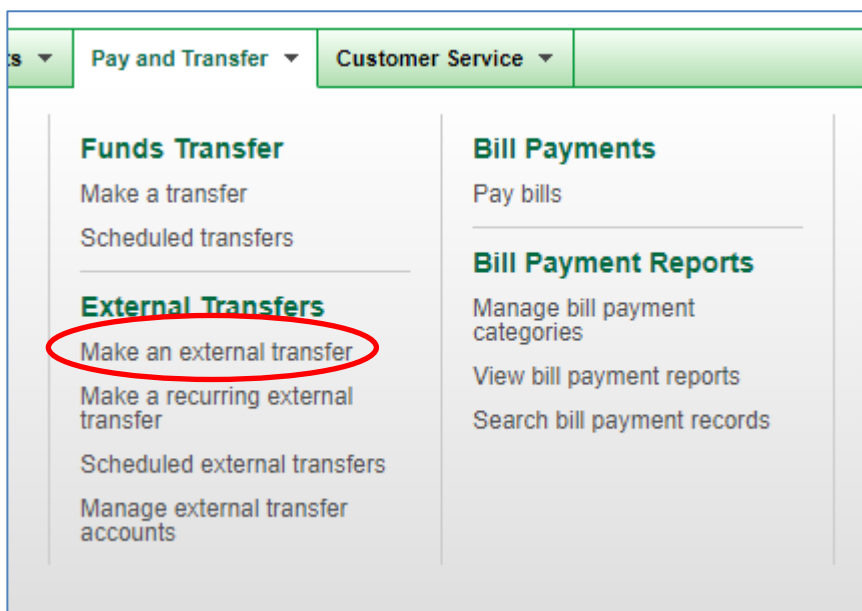 s Pay and Transfer Customer Service
Funds Transfer
Make a transfer
Scheduled transfers
External Transfers
Make an external transfer
Make a recurring external
transfer
Scheduled external transfers
Manage external transfer
accounts
Bill Payments
Pay bills
Bill Payment Reports
Manage bill payment
categories
View bill payment reports
Search bill payment records